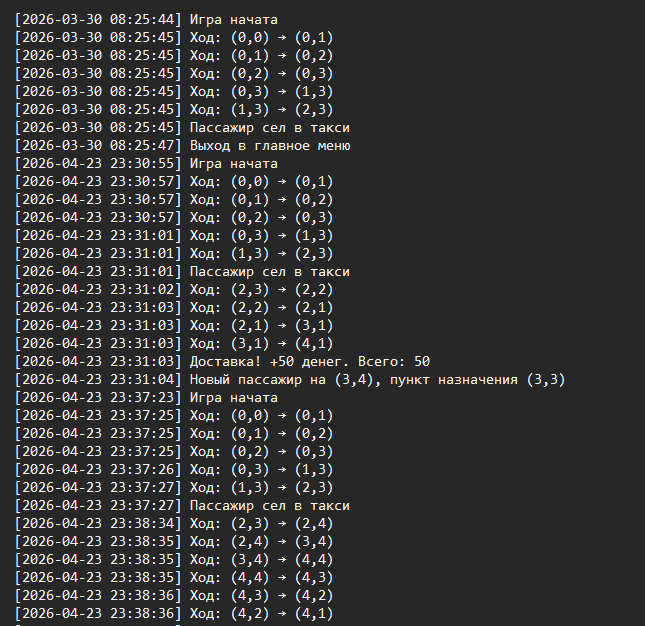 [2026-03-30 08:25:44] Игра начата
[2026-03-30 08:25:45] Ход: (0,0) → (0,1)
[2026-03-30 08:25:45] Ход: (0,1) → (0,2)
[2026-03-30 08:25:45] Ход: (0,2) → (0,3)
[2026-03-30 08:25:45] Ход: (0,3) → (1,3)
[2026-03-30 08:25:45] Ход: (1,3) → (2,3)
[2026-03-30 08:25:45] Пассажир сел в такси
[2026-03-30 08:25:47] Выход в главное меню
[2026-04-23 23:30:55] Игра начата
[2026-04-23 23:30:57] Ход: (0,0) → (0,1)
[2026-04-23 23:30:57] Ход: (0,1) → (0,2)
[2026-04-23 23:30:57] Ход: (0,2) → (0,3)
[2026-04-23 23:31:01] Ход: (0,3) → (1,3)
[2026-04-23 23:31:01] Ход: (1,3) → (2,3)
[2026-04-23 23:31:01] Пассажир сел в такси
[2026-04-23 23:31:02] Ход: (2,3) → (2,2)
[2026-04-23 23:31:03] Ход: (2,2) → (2,1)
[2026-04-23 23:31:03] Ход: (2,1) → (3,1)
[2026-04-23 23:31:03] Ход: (3,1) → (4,1)
[2026-04-23 23:31:03] Доставка! +50 денег. Всего: 50
[2026-04-23 23:31:04] Новый пассажир на (3,4), пункт назначения (3,3)
[2026-04-23 23:37:23] Игра начата
[2026-04-23 23:37:25] Ход: (0,0) → (0,1)
[2026-04-23 23:37:25] Ход: (0,1) → (0,2)
[2026-04-23 23:37:25] Ход: (0,2) → (0,3)
[2026-04-23 23:37:26] Ход: (0,3) → (1,3)
[2026-04-23 23:37:27] Ход: (1,3) → (2,3)
[2026-04-23 23:37:27] Пассажир сел в такси
[2026-04-23 23:38:34] Ход: (2,3) → (2,4)
[2026-04-23 23:38:35] Ход: (2,4) → (3,4)
[2026-04-23 23:38:35] Ход: (3,4) → (4,4)
[2026-04-23 23:38:35] Ход: (4,4) → (4,3)
[2026-04-23 23:38:36] Ход: (4,3) → (4,2)
[2026-04-23 23:38:36] Ход: (4,2) → (4,1)